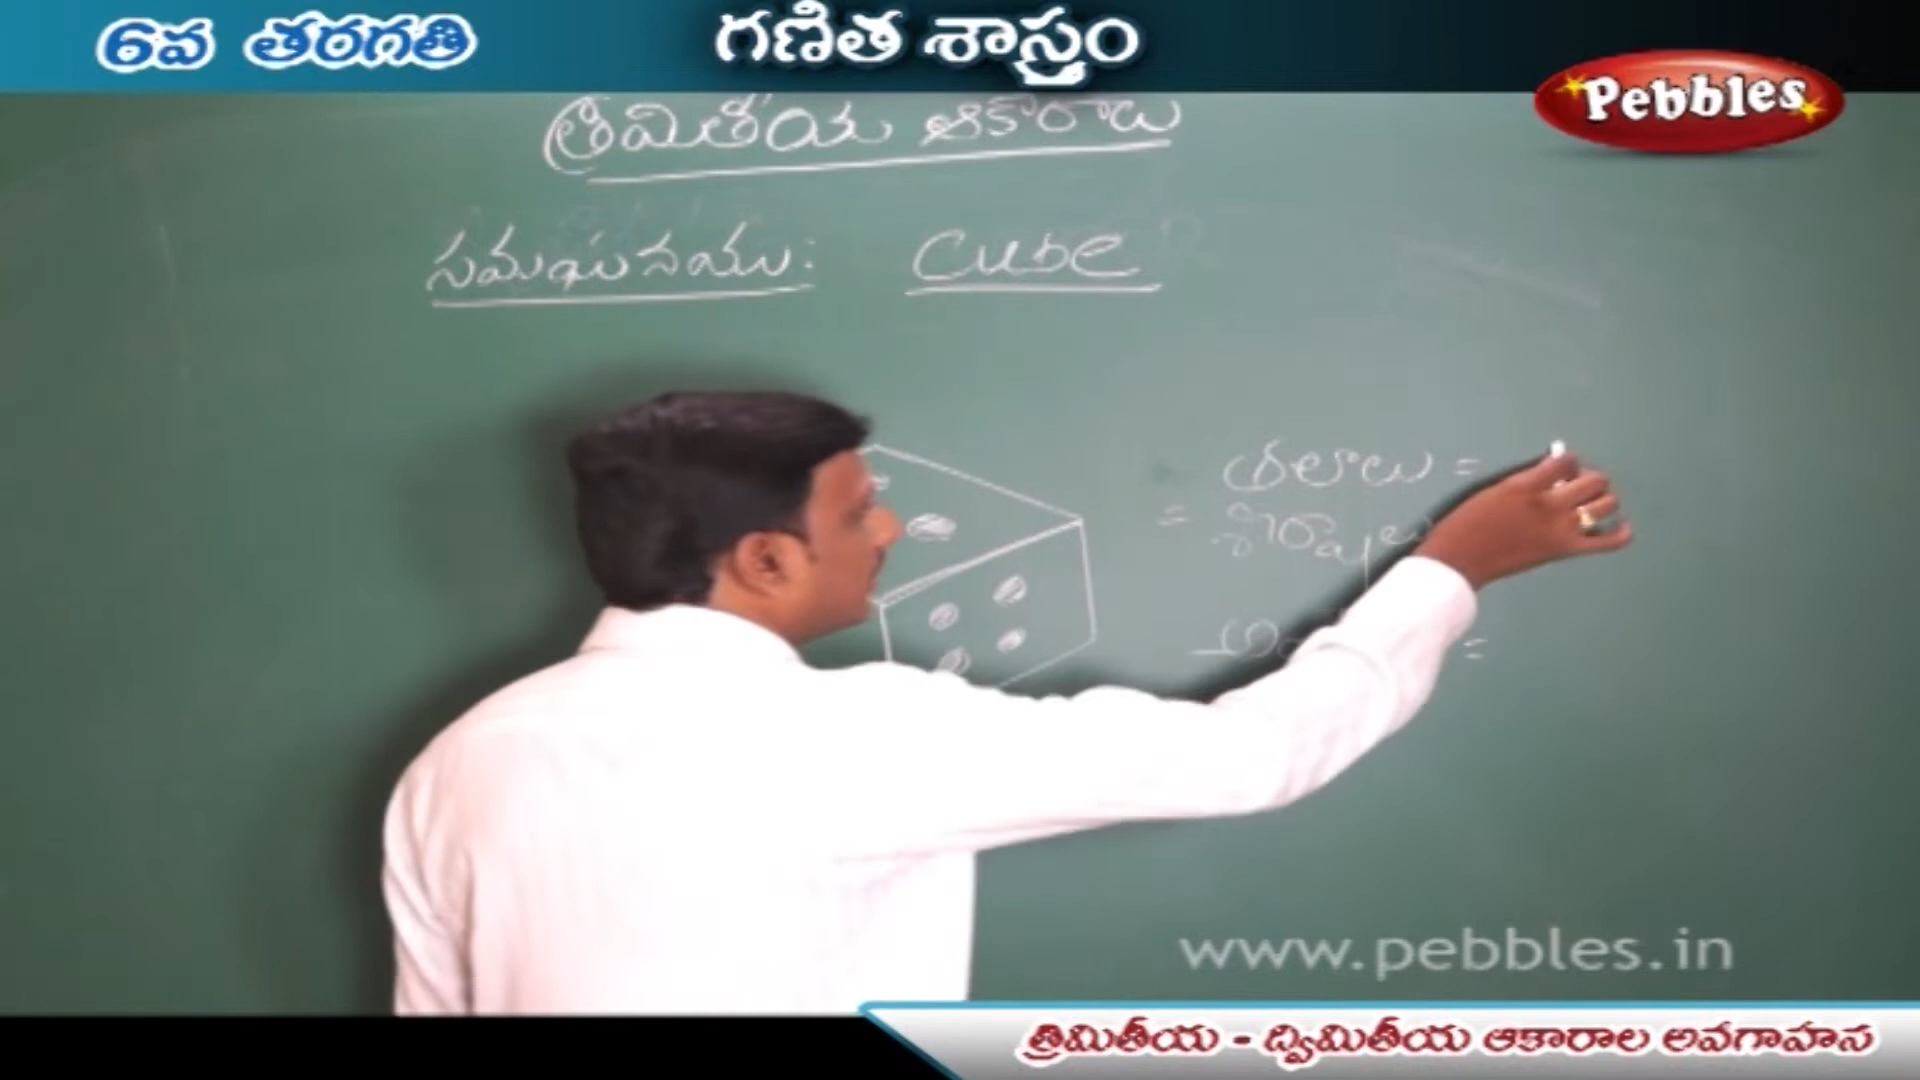 6వ తరగతి గణిత శాస్త్రం
Pebbles
త్రిమితీయ ఆకారాలు
సమఘనము: Cube
తలాలు =
=
=
www.pebbles.in
త్రిమితీయ - ద్విమితీయ ఆకారాల అవగాహన